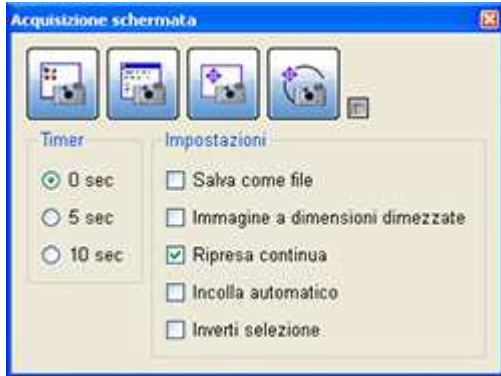 Acquisizione schermata
Timer
0 sec
5 sec
10 sec
Impostazioni
Salva come file
Immagine a dimensioni dimezzate
Ripresa continua
Incolla automatico
Inverti selezione